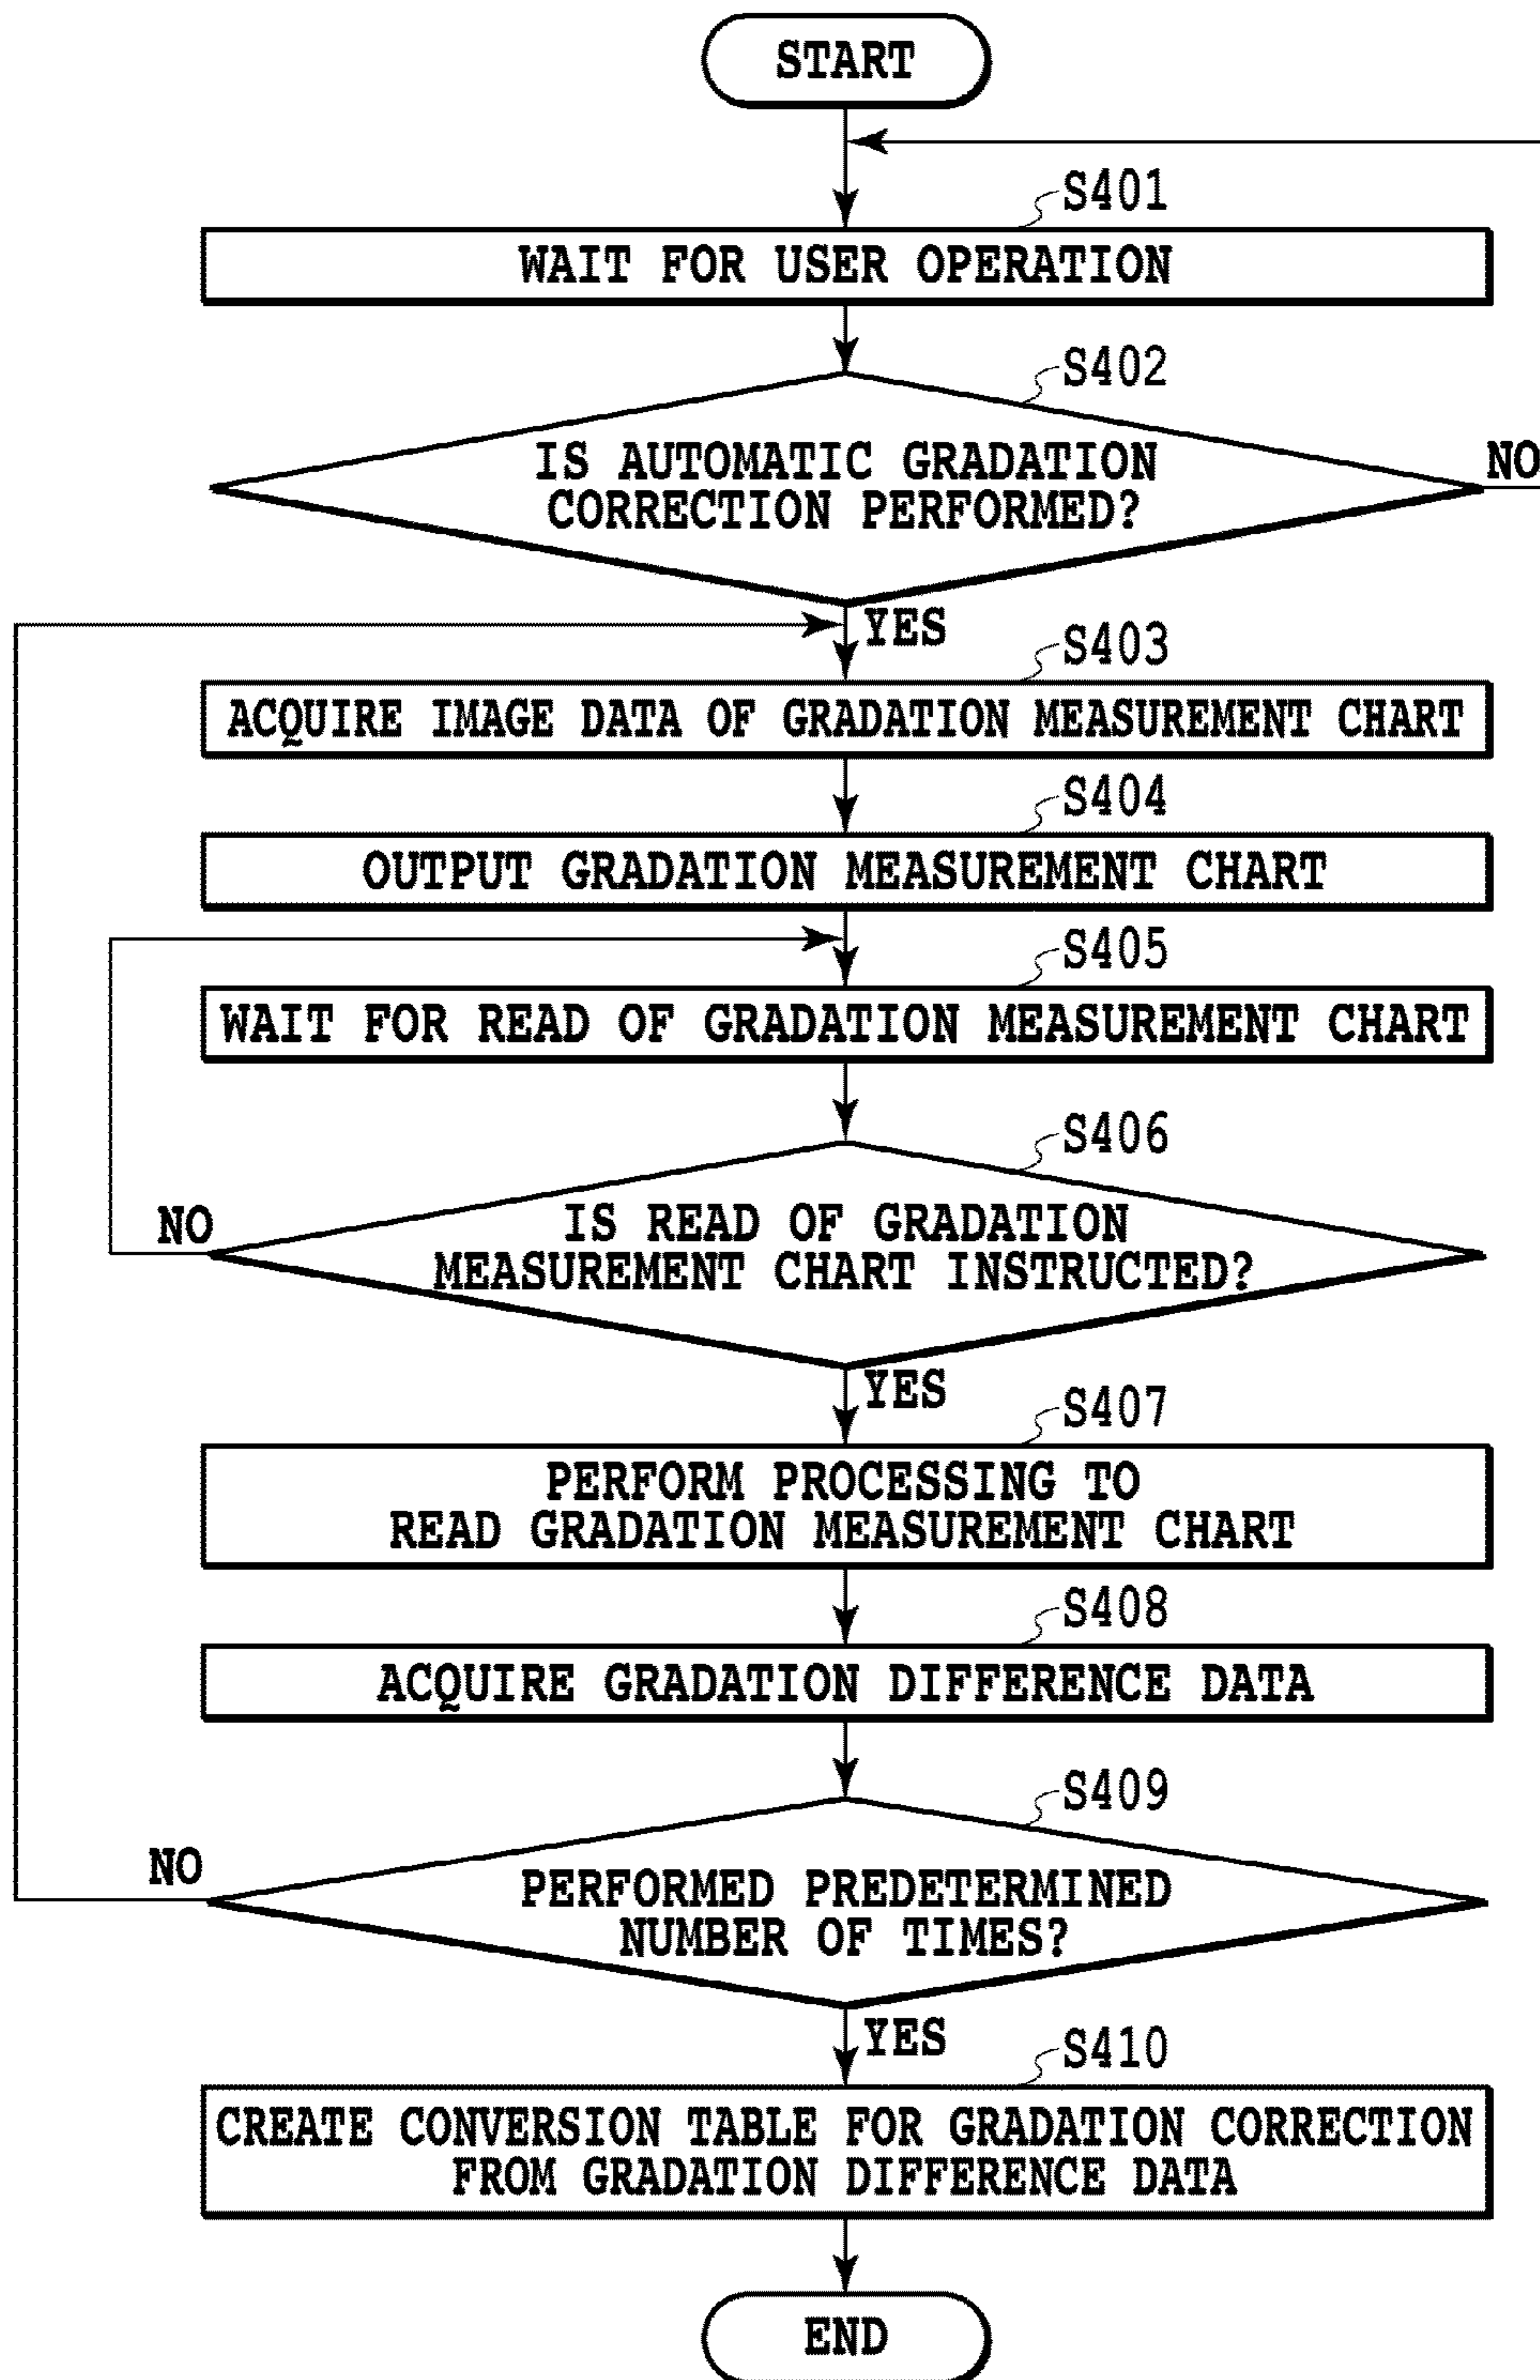 START
S401
WAIT FOR USER OPERATION
S402
IS AUTOMATIC GRADATION
CORRECTION PERFORMED?
NO
YES
S403
ACQUIRE IMAGE DATA OF GRADATION MEASUREMENT CHART
S404
OUTPUT GRADATION MEASUREMENT CHART
S405
WAIT FOR READ OF GRADATION MEASUREMENT CHART
S406
IS READ OF GRADATION
MEASUREMENT CHART INSTRUCTED?
NO
YES
S407
PERFORM PROCESSING TO
READ GRADATION MEASUREMENT CHART
S408
ACQUIRE GRADATION DIFFERENCE DATA
S409
NO
PERFORMED PREDETERMINED
NUMBER OF TIMES?
YES
S410
CREATE CONVERSION TABLE FOR GRADATION CORRECTION
FROM GRADATION DIFFERENCE DATA
END